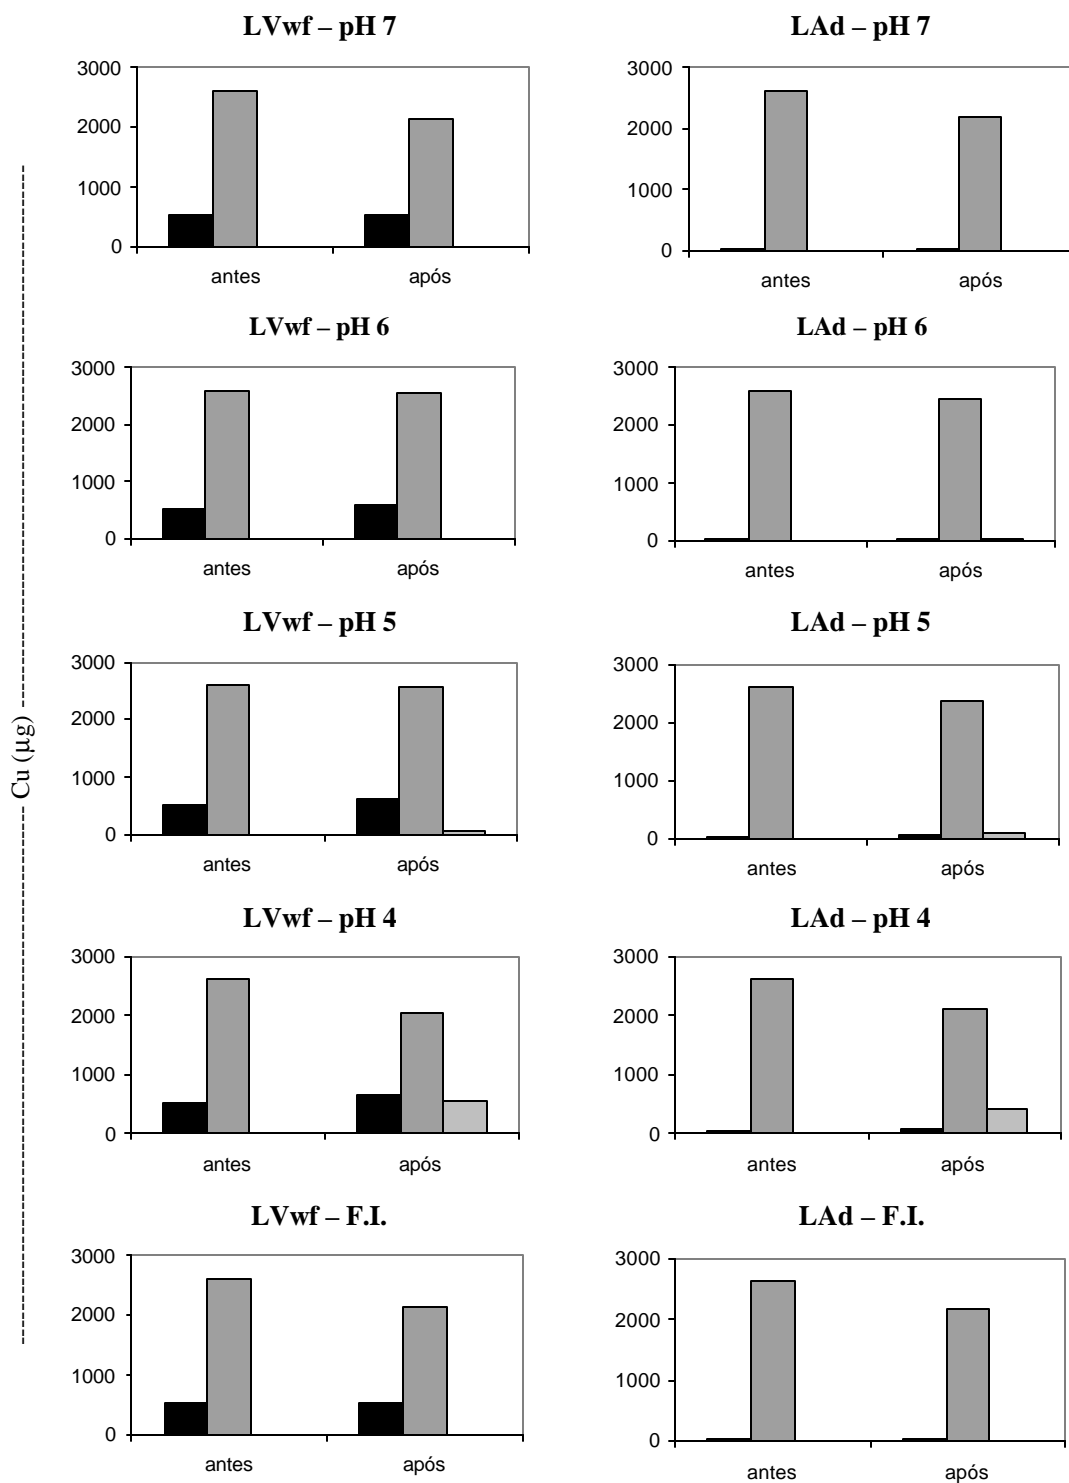 LVwf – pH 7
3000
2000
1000
0
antes
após
LAd – pH 7
3000
2000
1000
0
antes
após
LVwf – pH 6
3000
2000
1000
0
antes
após
LAd – pH 6
3000
2000
1000
0
antes
após
LVwf – pH 5
3000
2000
1000
0
antes
após
LAd – pH 5
3000
2000
1000
0
antes
após
Cu (µg)
LVwf – pH 4
3000
2000
1000
0
antes
após
LAd – pH 4
3000
2000
1000
0
antes
após
LVwf – F.I.
3000
2000
1000
0
antes
após
LAd – F.I.
3000
2000
1000
0
antes
após